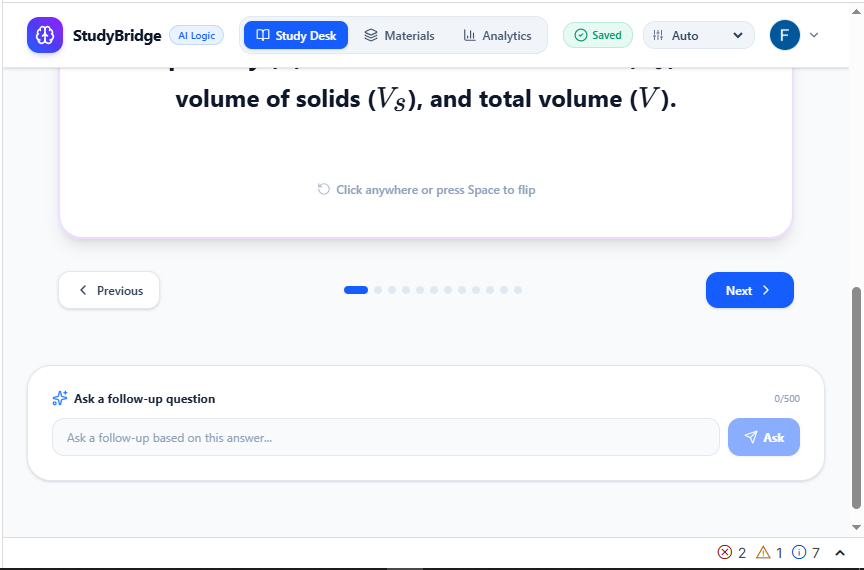 StudyBridge
AI Logic
Study Desk
Materials
Analytics
Saved
Auto
F
volume of solids (Vs), and total volume (V).
Click anywhere or press Space to flip
Previous
Next
Ask a follow-up question
0/500
Ask a follow-up based on this answer...
Ask
2
1
7